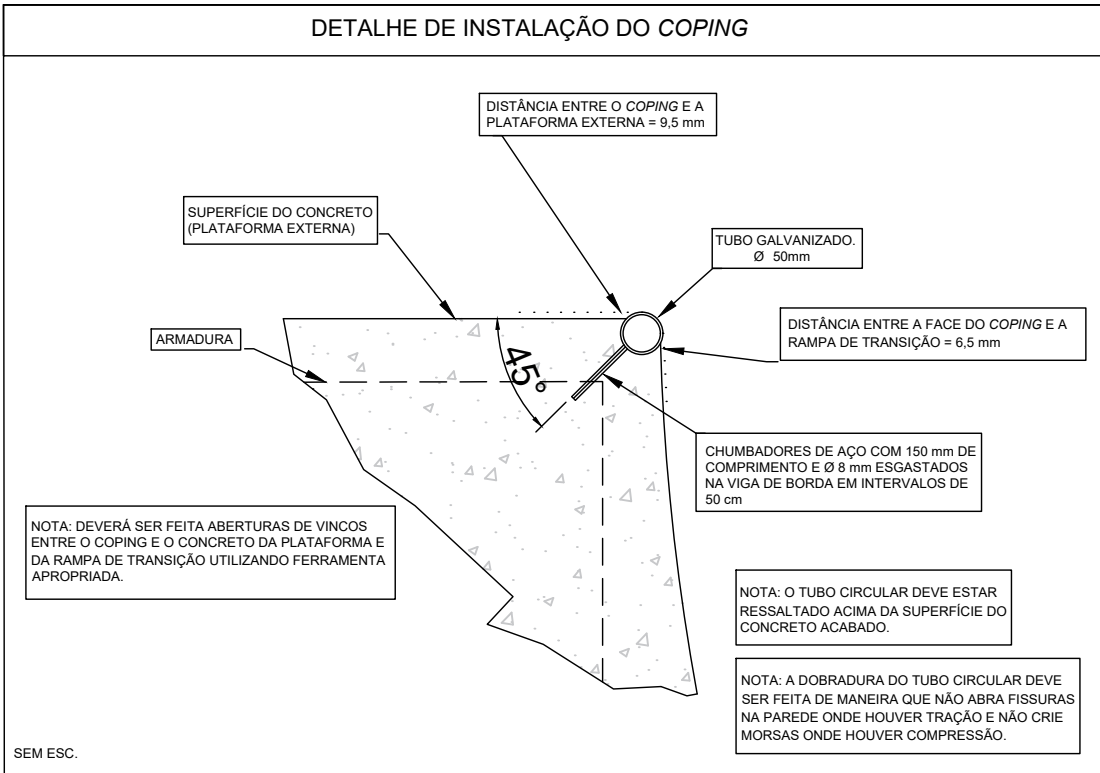 DETALHE DE INSTALAÇÃO DO COPING
DISTÂNCIA ENTRE O COPING E A
PLATAFORMA EXTERNA = 9,5 mm
SUPERFÍCIE DO CONCRETO
(PLATAFORMA EXTERNA)
TUBO GALVANIZADO.
Ø 50mm
DISTÂNCIA ENTRE A FACE DO COPING E A
RAMPA DE TRANSIÇÃO = 6,5 mm
ARMADURA
45°
CHUMBADORES DE AÇO COM 150 mm DE
COMPRIMENTO E Ø 8 mm ESGASTADOS
NA VIGA DE BORDA EM INTERVALOS DE
50 cm
NOTA: DEVERÁ SER FEITA ABERTURAS DE VINCOS
ENTRE O COPING E O CONCRETO DA PLATAFORMA E
DA RAMPA DE TRANSIÇÃO UTILIZANDO FERRAMENTA
APROPRIADA.
NOTA: O TUBO CIRCULAR DEVE ESTAR
RESSALTADO ACIMA DA SUPERFÍCIE DO
CONCRETO ACABADO.
NOTA: A DOBRADURA DO TUBO CIRCULAR DEVE
SER FEITA DE MANEIRA QUE NÃO ABRA FISSURAS
NA PAREDE ONDE HOUVER TRAÇÃO E NÃO CRIE
MORSAS ONDE HOUVER COMPRESSÃO.
SEM ESC.